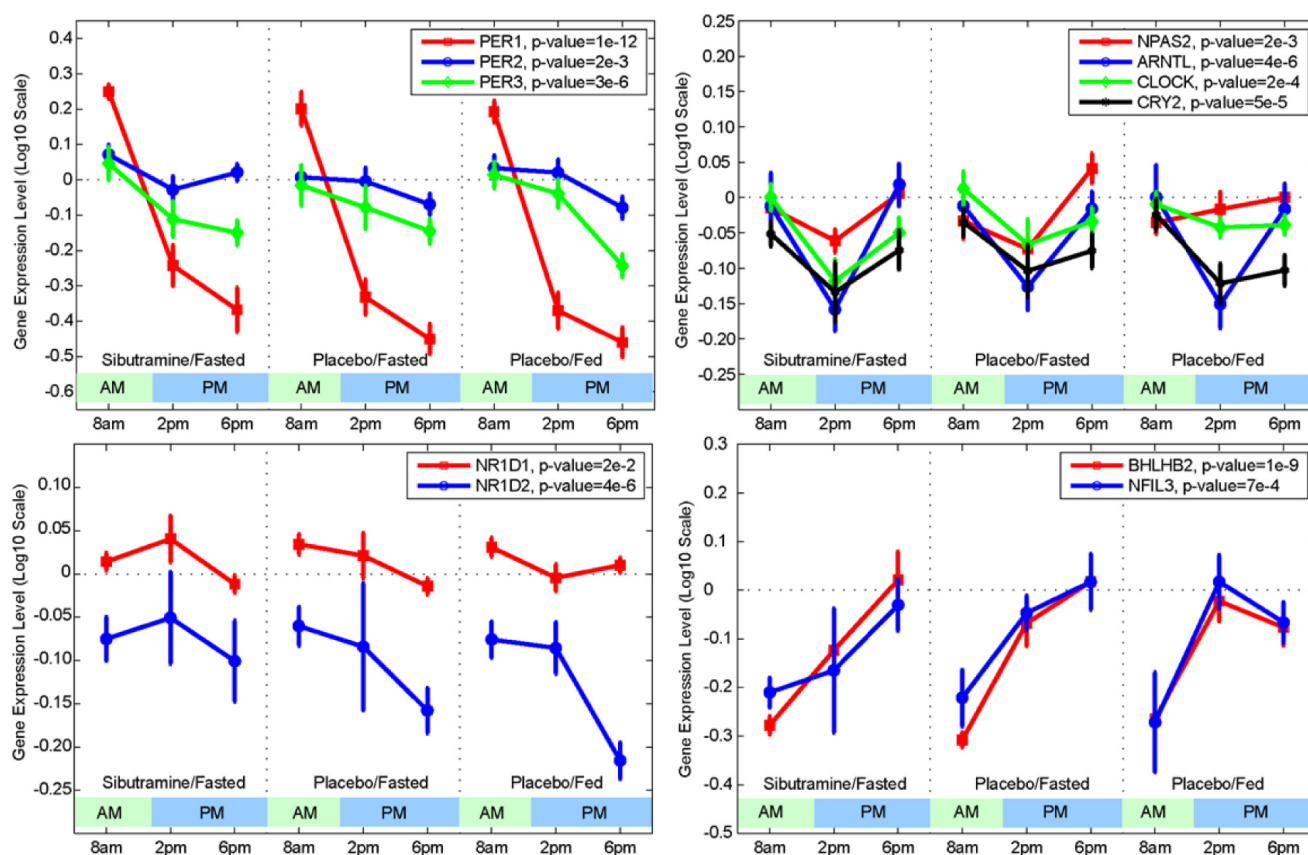 Gene Expression Level (Log10 Scale)
0.4
0.3
0.2
0.1
0
-0.1
-0.2
-0.3
-0.4
-0.5
-0.6
PER1, p-value=1e-12
PER2, p-value=2e-3
PER3, p-value=3e-6
Sibutramine/Fasted Placebo/Fasted Placebo/Fed
AM PM AM PM AM PM
8am 2pm 6pm 8am 2pm 6pm 8am 2pm 6pm
Gene Expression Level (Log10 Scale)
0.25
0.20
0.15
0.10
0.05
0
-0.05
-0.10
-0.15
-0.20
-0.25
NPAS2, p-value=2e-3
ARNTL, p-value=4e-6
CLOCK, p-value=2e-4
CRY2, p-value=5e-5
Sibutramine/Fasted Placebo/Fasted Placebo/Fed
AM PM AM PM AM PM
8am 2pm 6pm 8am 2pm 6pm 8am 2pm 6pm
Gene Expression Level (Log10 Scale)
0.10
0.05
0
-0.05
-0.10
-0.15
-0.20
-0.25
NR1D1, p-value=2e-2
NR1D2, p-value=4e-6
Sibutramine/Fasted Placebo/Fasted Placebo/Fed
AM PM AM PM AM PM
8am 2pm 6pm 8am 2pm 6pm 8am 2pm 6pm
Gene Expression Level (Log10 Scale)
0.3
0.2
0.1
0
-0.1
-0.2
-0.3
-0.4
-0.5
BHLHB2, p-value=1e-9
NFIL3, p-value=7e-4
Sibutramine/Fasted Placebo/Fasted Placebo/Fed
AM PM AM PM AM PM
8am 2pm 6pm 8am 2pm 6pm 8am 2pm 6pm